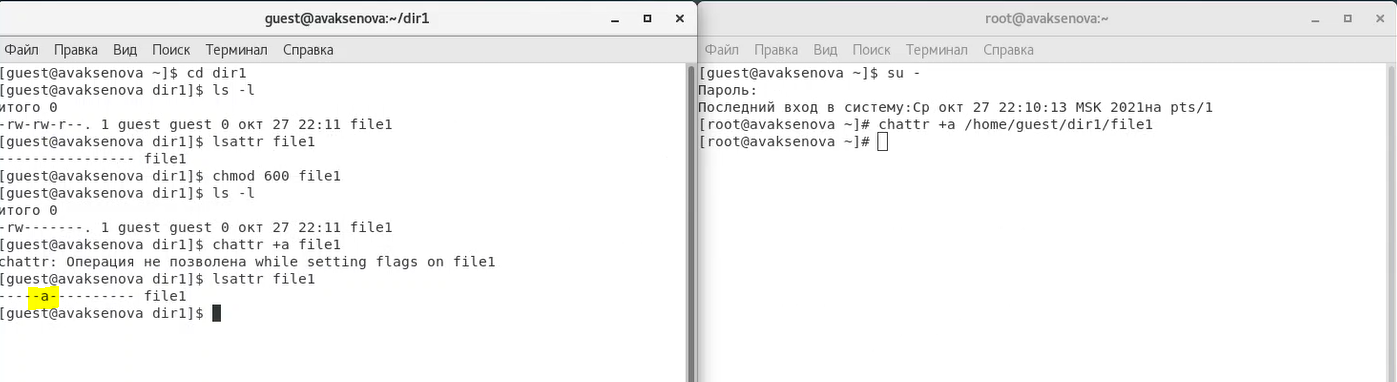 guest@avaksenova:~/dir1
Файл Правка Вид Поиск Терминал Справка
[guest@avaksenova ~]$ cd dir1
[guest@avaksenova dir1]$ ls -l
итого 0
-rw-rw-r--. 1 guest guest 0 окт 27 22:11 file1
[guest@avaksenova dir1]$ lsattr file1
---------------- file1
[guest@avaksenova dir1]$ chmod 600 file1
[guest@avaksenova dir1]$ ls -l
итого 0
-rw-------. 1 guest guest 0 окт 27 22:11 file1
[guest@avaksenova dir1]$ chattr +a file1
chattr: Операция не позволена while setting flags on file1
[guest@avaksenova dir1]$ lsattr file1
-----a---------- file1
[guest@avaksenova dir1]$
root@avaksenova:~
Файл Правка Вид Поиск Терминал Справка
[guest@avaksenova ~]$ su -
Пароль:
Последний вход в систему:Ср окт 27 22:10:13 MSK 2021на pts/1
[root@avaksenova ~]# chattr +a /home/guest/dir1/file1
[root@avaksenova ~]#